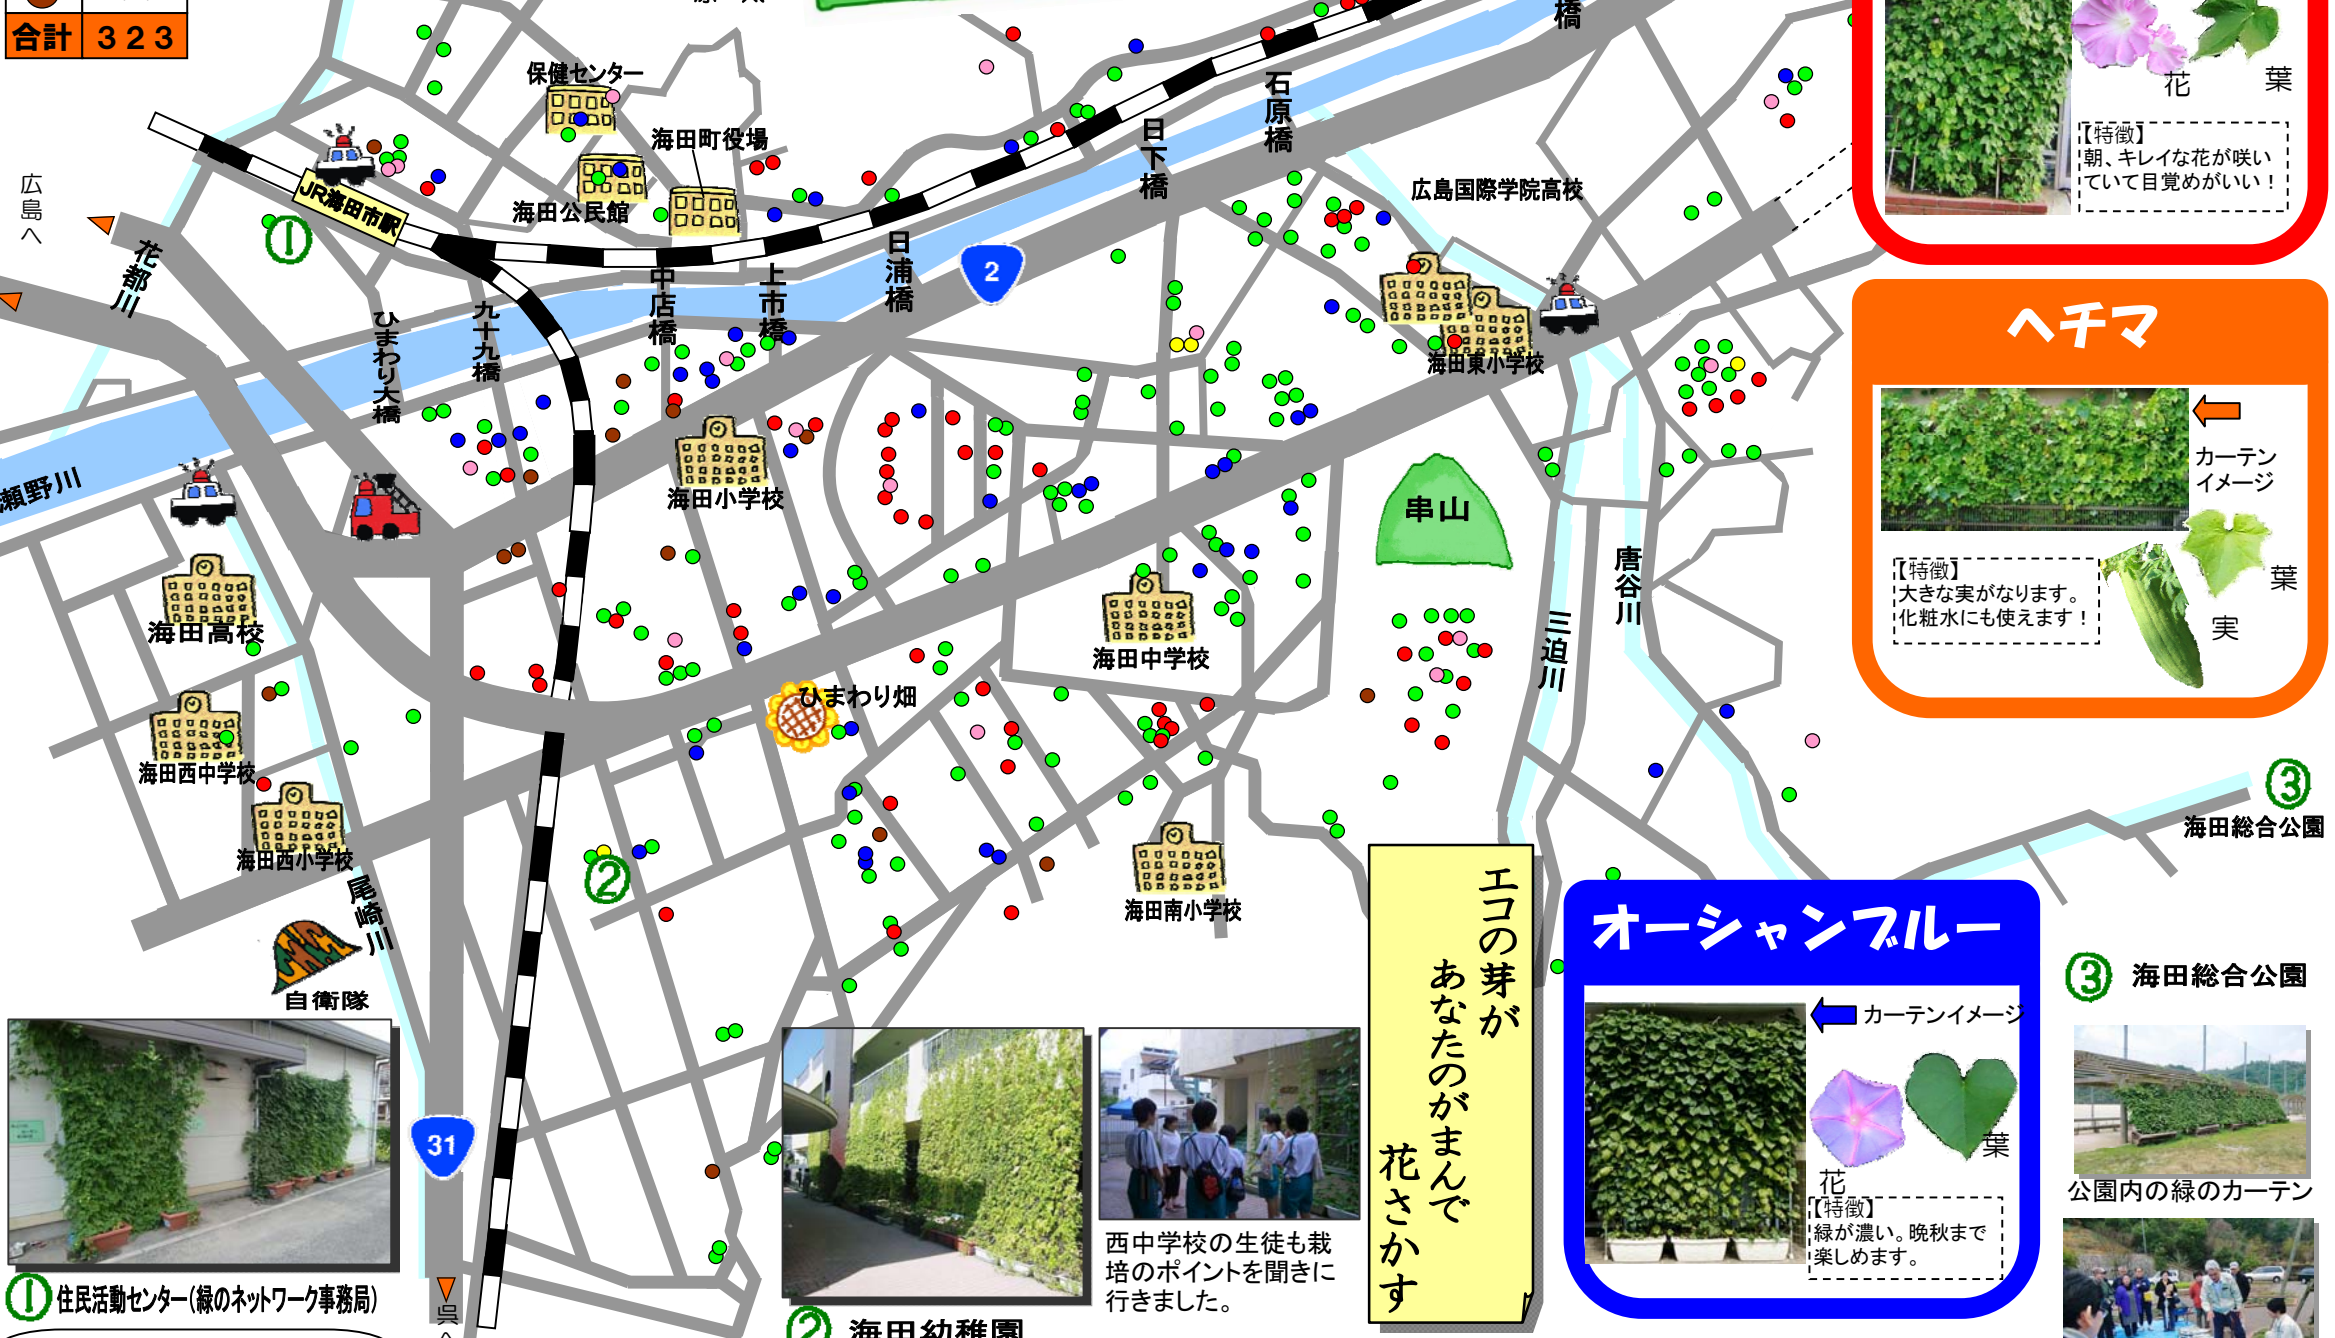 合計 323
保健センター
海田町役場
海田公民館
JR海田市駅
広島へ
花都川
①
ひまわり大橋
九十九橋
中店橋
上市橋
日浦橋
2
日下橋
石原橋
橋
広島国際学院高校
海田東小学校
瀬野川
海田小学校
海田高校
海田西中学校
海田西小学校
尾崎川
自衛隊
31
呉へ
②
ひまわり畑
海田中学校
海田南小学校
串山
三迫川
唐谷川
③
海田総合公園
花
葉
【特徴】
朝、キレイな花が咲い
ていて目覚めがいい！
ヘチマ
カーテン
イメージ
【特徴】
大きな実がなります。
化粧水にも使えます！
葉
実
エコの芽が
あなたのがまんで
花さかす
オーシャンブルー
カーテンイメージ
花
葉
【特徴】
緑が濃い。晩秋まで
楽しめます。
③ 海田総合公園
公園内の緑のカーテン
① 住民活動センター（緑のネットワーク事務局）
② 海田幼稚園
西中学校の生徒も栽
培のポイントを聞きに
行きました。